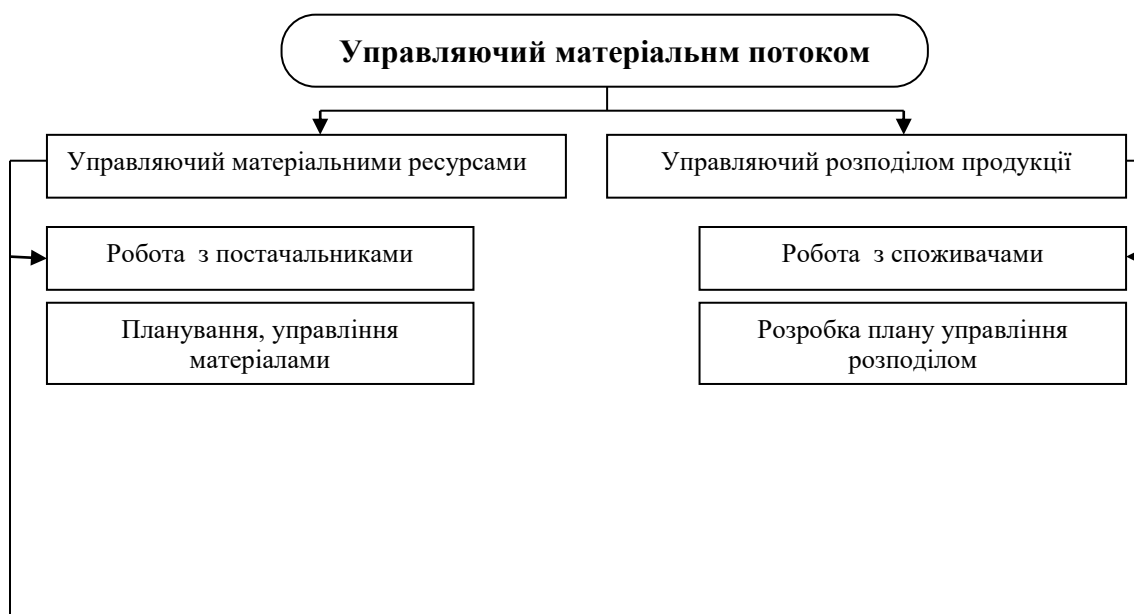 Управляючий матеріальнм потоком
Управляючий матеріальними ресурсами
Управляючий розподілом продукції
Робота з постачальниками
Робота з споживачами
Планування, управління
матеріалами
Розробка плану управління
розподілом